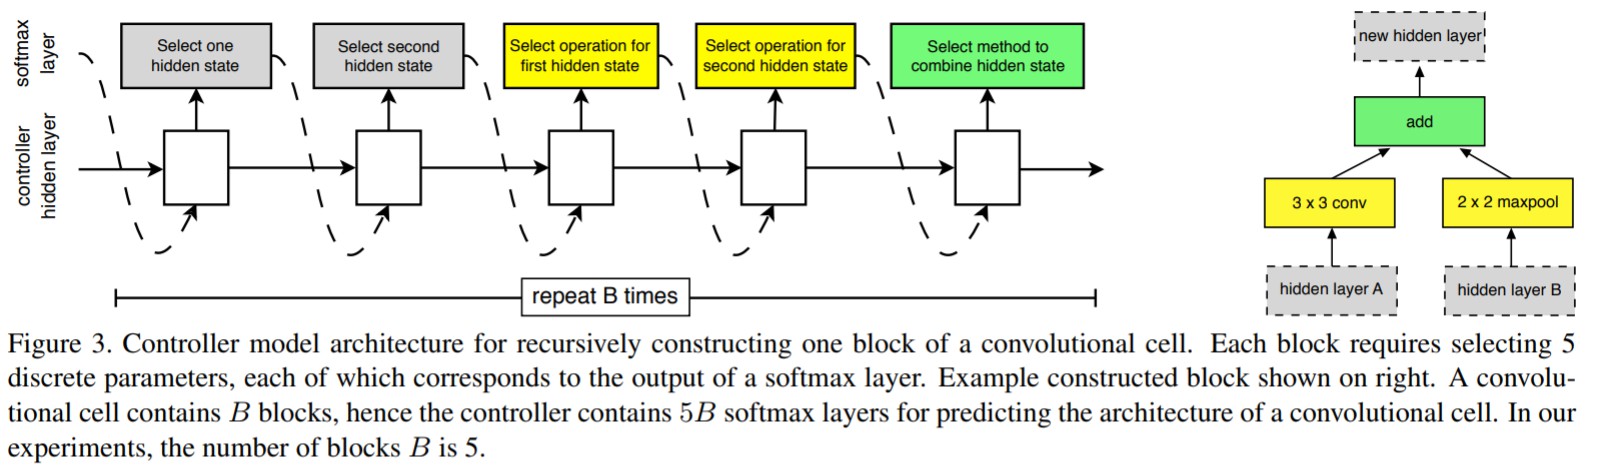 softmax
layer
controller
hidden layer
Select one
hidden state
Select second
hidden state
Select operation for
first hidden state
Select operation for
second hidden state
Select method to
combine hidden state
repeat B times
new hidden layer
add
3 x 3 conv
2 x 2 maxpool
hidden layer A
hidden layer B
Figure 3. Controller model architecture for recursively constructing one block of a convolutional cell. Each block requires selecting 5
discrete parameters, each of which corresponds to the output of a softmax layer. Example constructed block shown on right. A convolu-
tional cell contains B blocks, hence the controller contains 5B softmax layers for predicting the architecture of a convolutional cell. In our
experiments, the number of blocks B is 5.